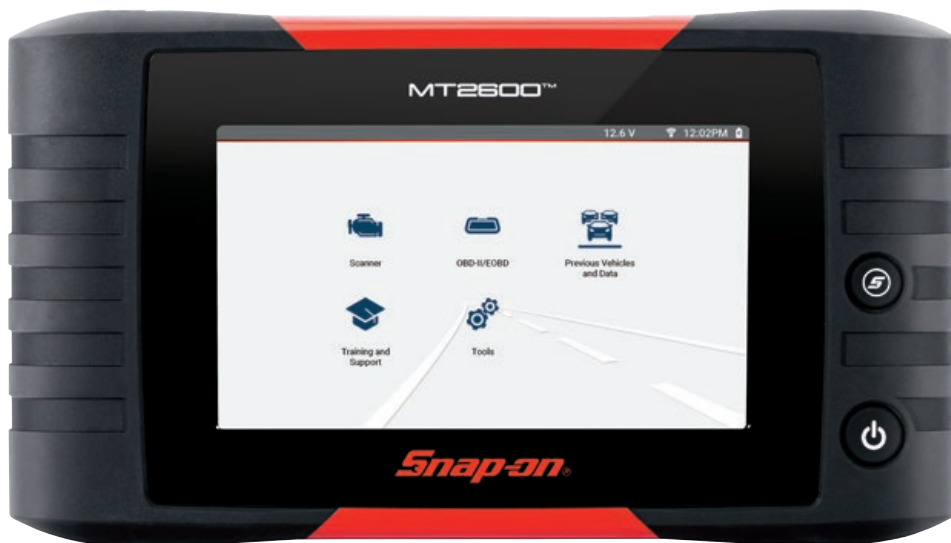 MT2600™
12.6 V 12:02PM
Scanner
OBD-II/EOBD
Previous Vehicles
and Data
S
Training and
Support
Tools
Snap-on®